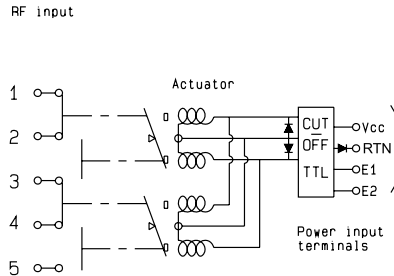 RF input
Actuator
1
2
3
4
5
CUT
OFF
TTL
Vcc
RTN
E1
E2
Power input
terminals